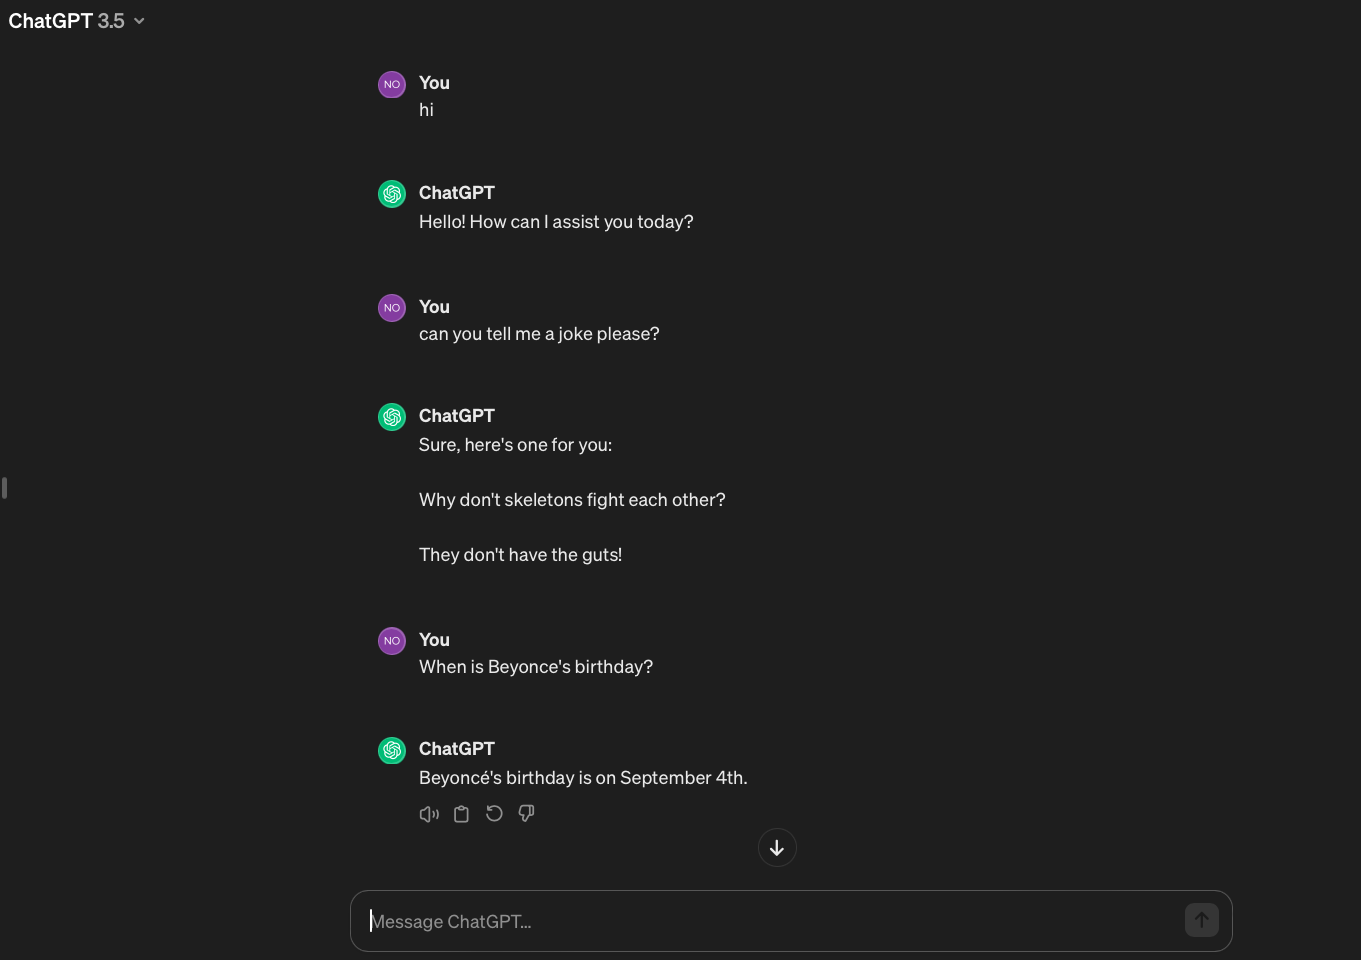 ChatGPT 3.5
NO
You
hi
ChatGPT
Hello! How can I assist you today?
NO
You
can you tell me a joke please?
ChatGPT
Sure, here's one for you:
Why don't skeletons fight each other?
They don't have the guts!
NO
You
When is Beyonce's birthday?
ChatGPT
Beyoncé's birthday is on September 4th.
Message ChatGPT...